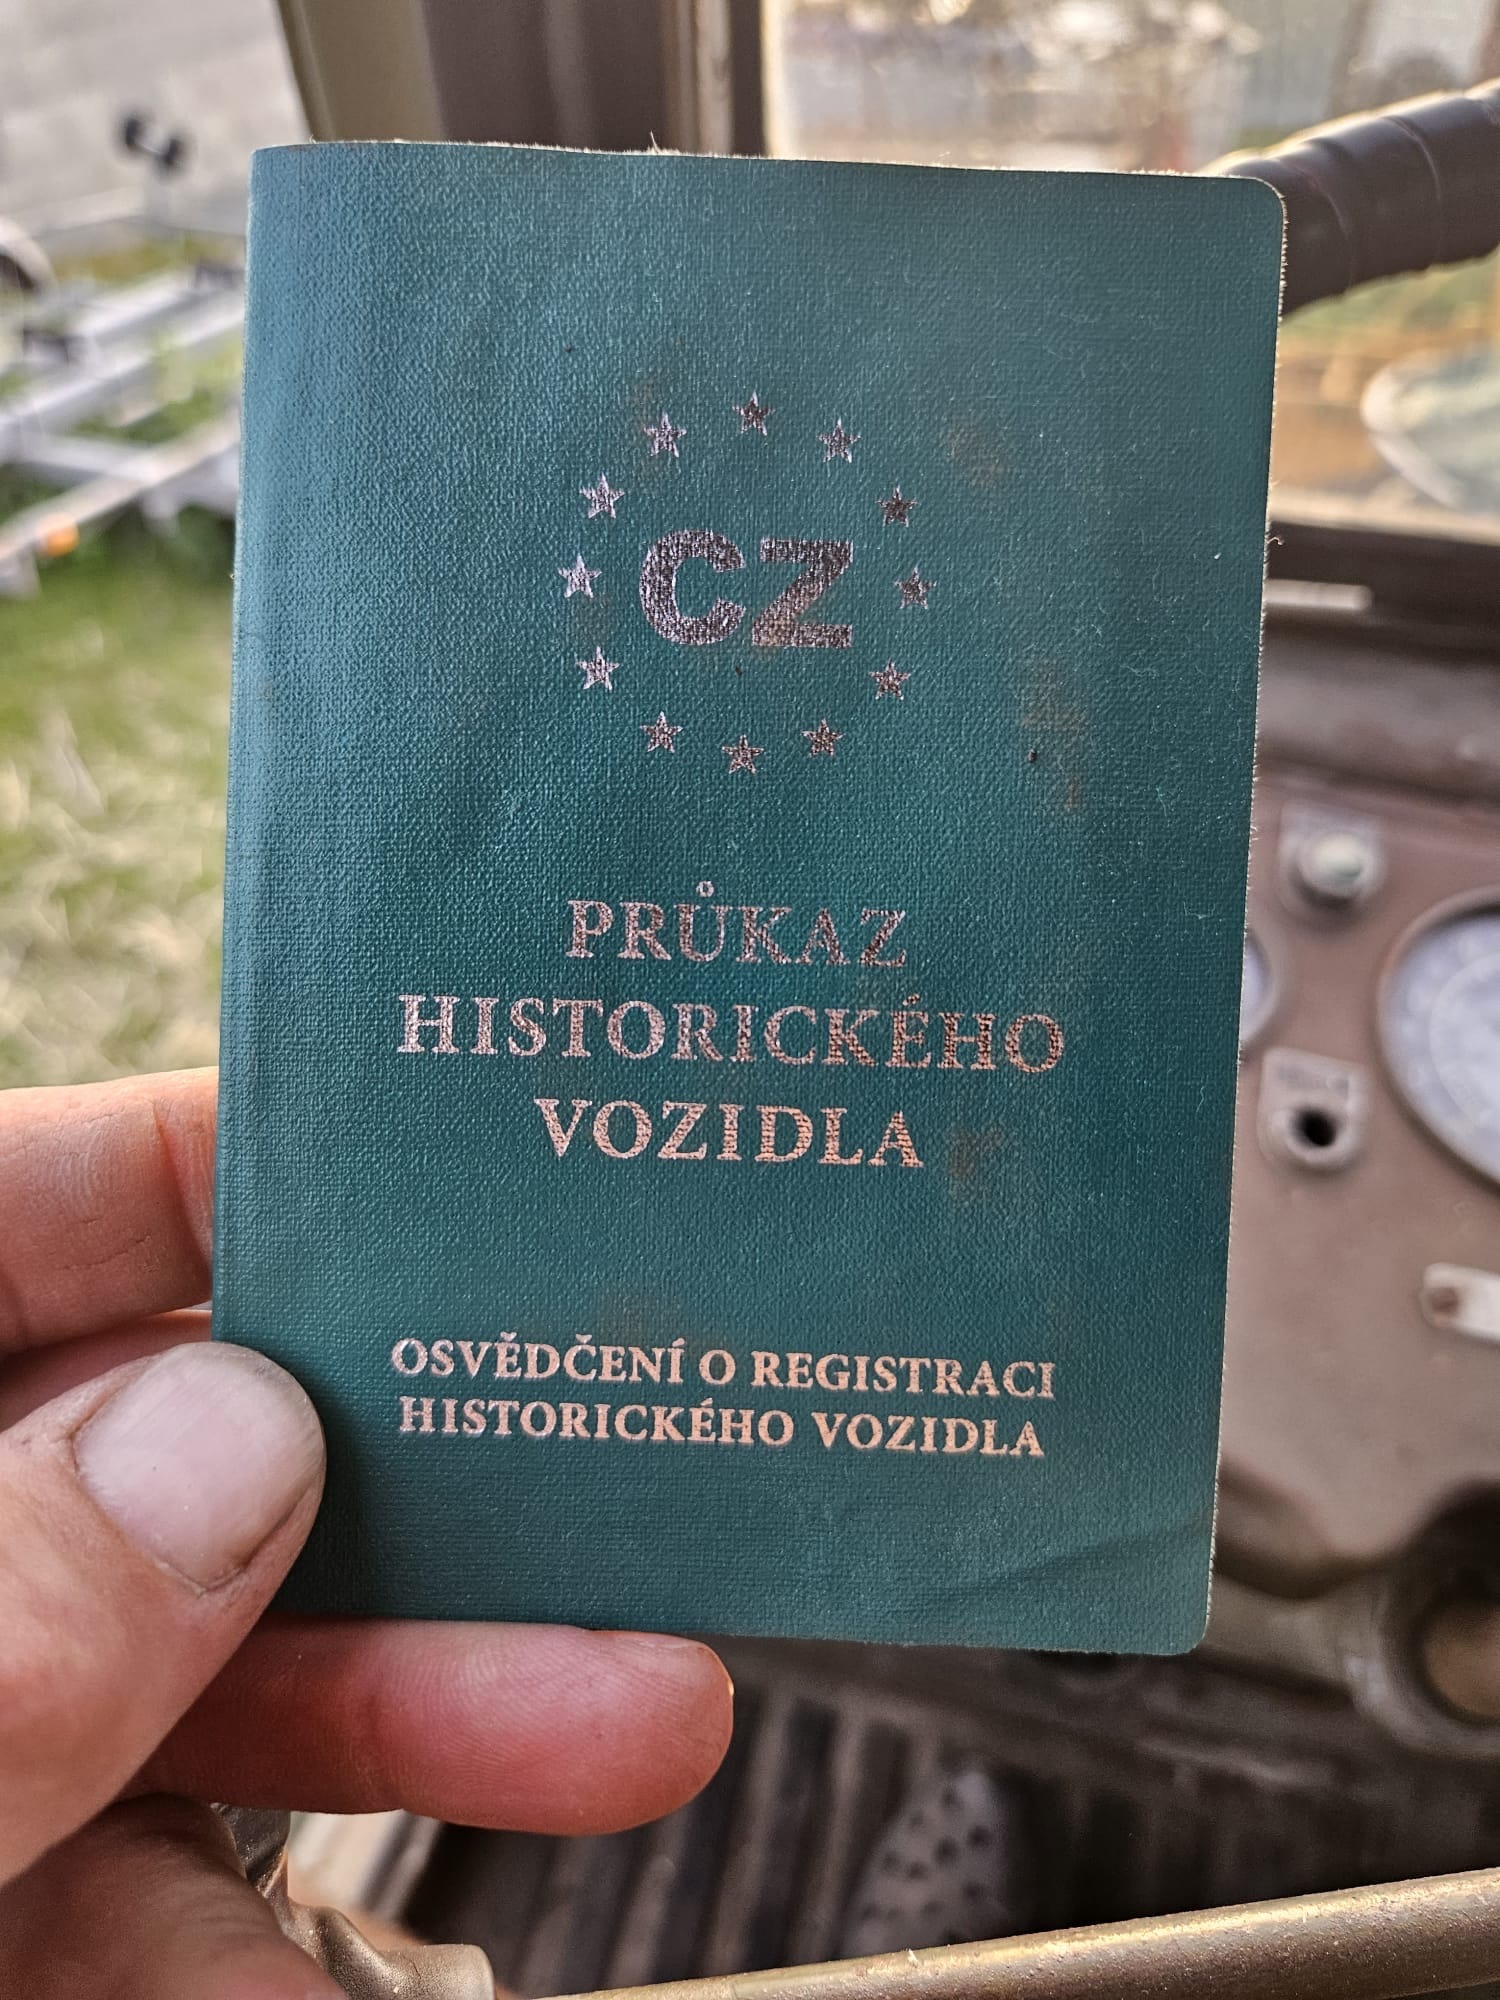 CZ
PRŮKAZ
HISTORICKÉHO
VOZIDLA
OSVĚDČENÍ O REGISTRACI
HISTORICKÉHO VOZIDLA